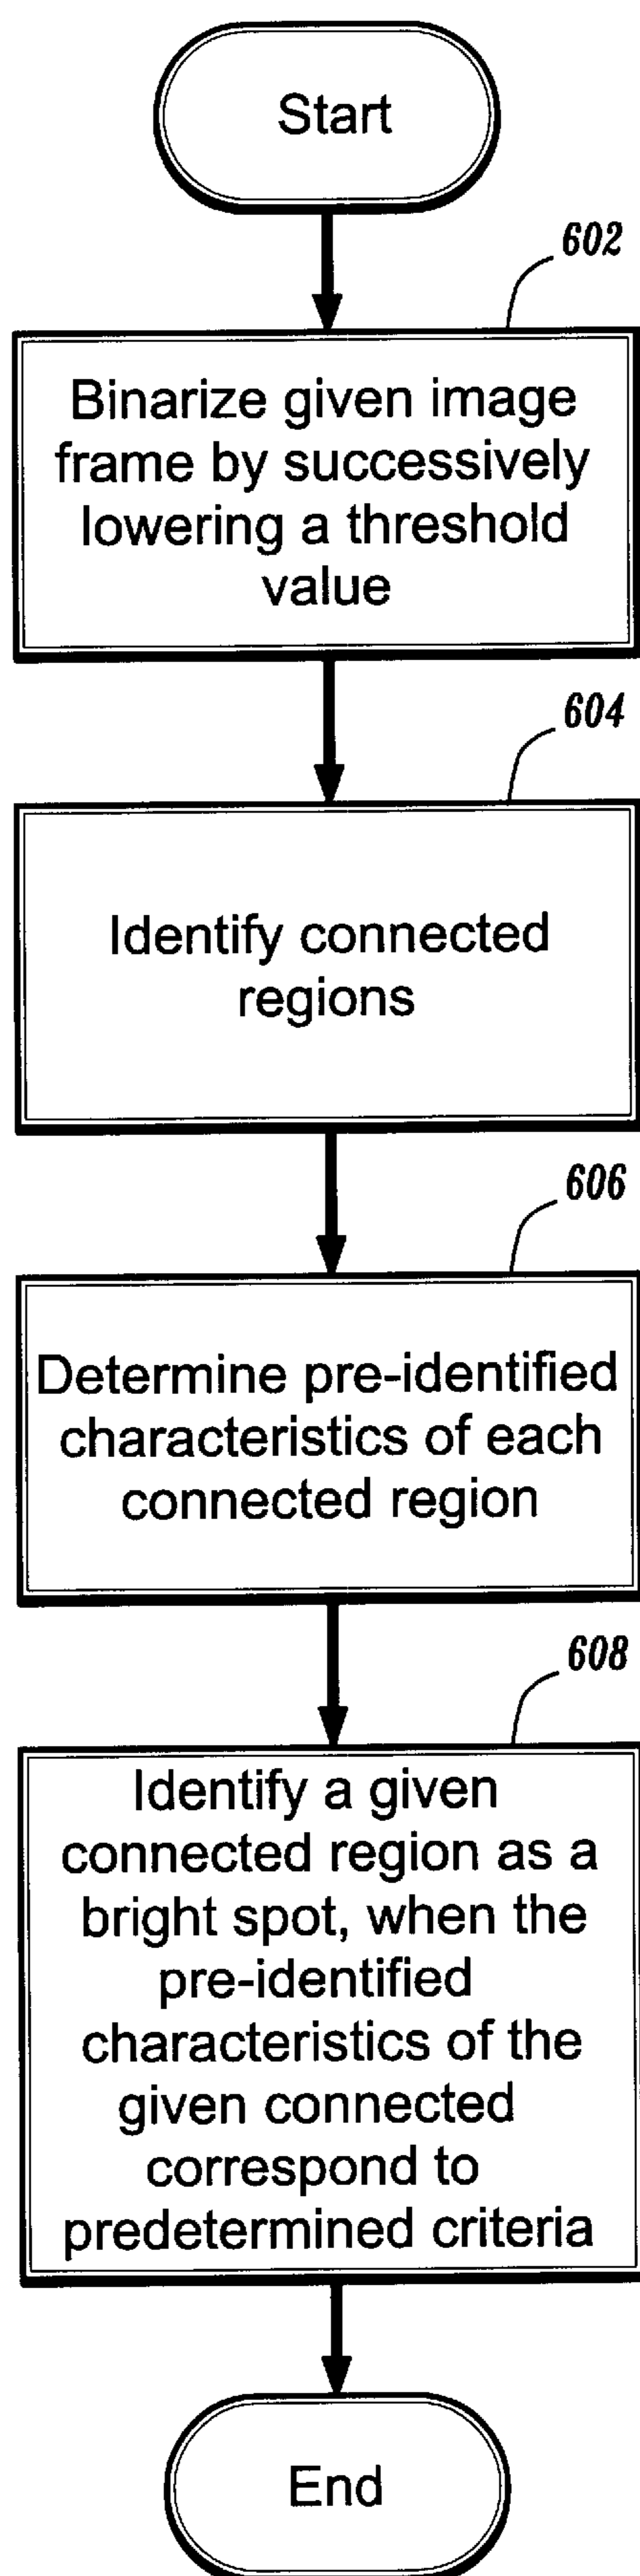 Start
602
Binarize given image
frame by successively
lowering a threshold
value
604
Identify connected
regions
606
Determine pre-identified
characteristics of each
connected region
608
Identify a given
connected region as a
bright spot, when the
pre-identified
characteristics of the
given connected
correspond to
predetermined criteria
End